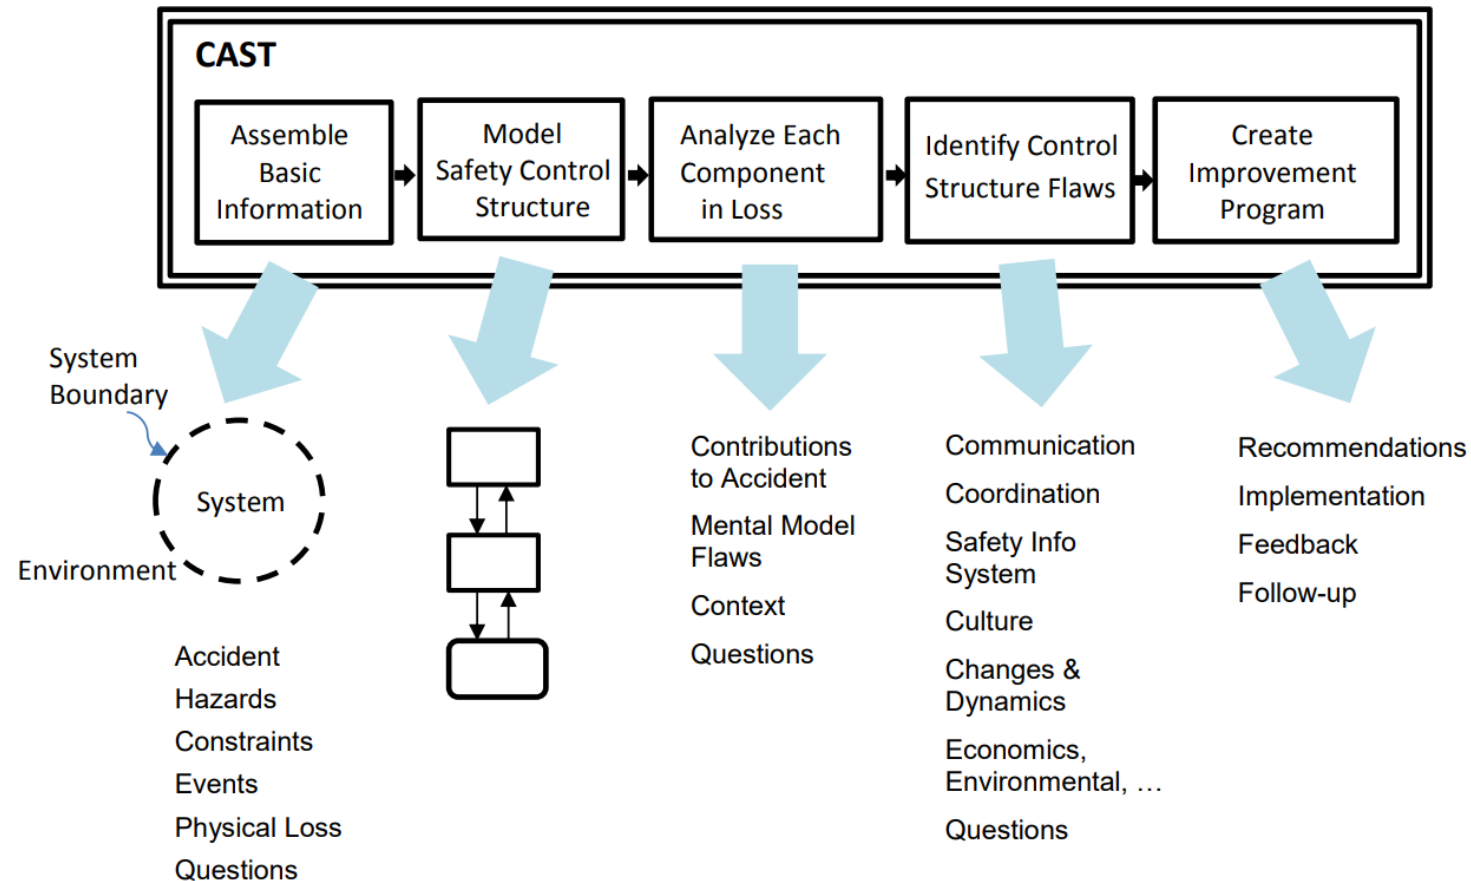 CAST
Assemble
Basic
Information
Model
Safety Control
Structure
Analyze Each
Component
in Loss
Identify Control
Structure Flaws
Create
Improvement
Program
System
Boundary
System
Environment
Accident
Hazards
Constraints
Events
Physical Loss
Questions
Contributions
to Accident
Mental Model
Flaws
Context
Questions
Communication
Coordination
Safety Info
System
Culture
Changes &
Dynamics
Economics,
Environmental, …
Questions
Recommendations
Implementation
Feedback
Follow-up